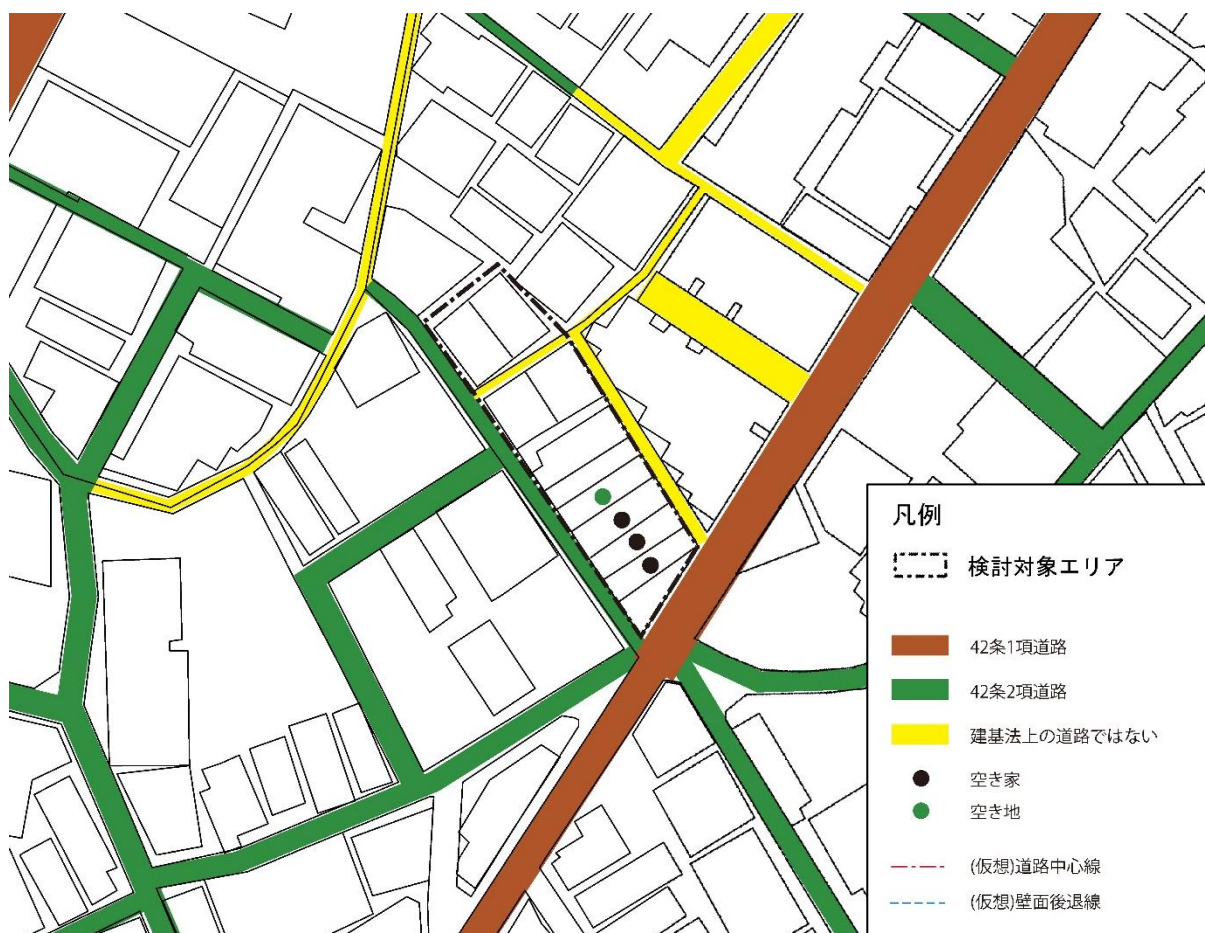 凡例
検討対象エリア
42条1項道路
42条2項道路
建基法上の道路ではない
空き家
空き地
(仮想)道路中心線
(仮想)壁面後退線